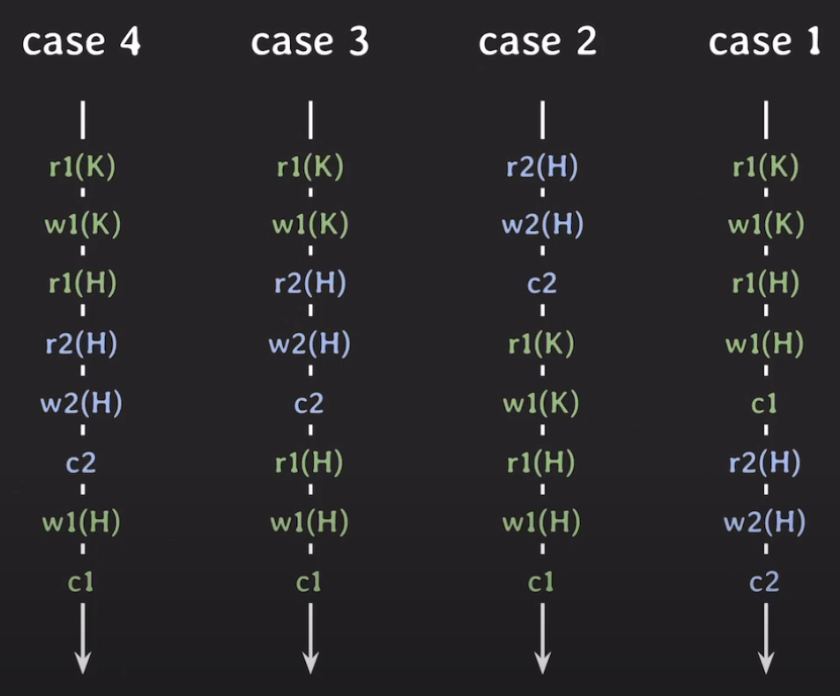 case 4 case 3 case 2 case 1
r1(K) r1(K) r2(H) r1(K)
w1(K) w1(K) w2(H) w1(K)
r1(H) r2(H) c2 r1(H)
r2(H) w2(H) r1(K) w1(H)
w2(H) c2 w1(K) c1
c2 r1(H) r1(H) r2(H)
w1(H) w1(H) w1(H) w2(H)
c1 c1 c1 c2